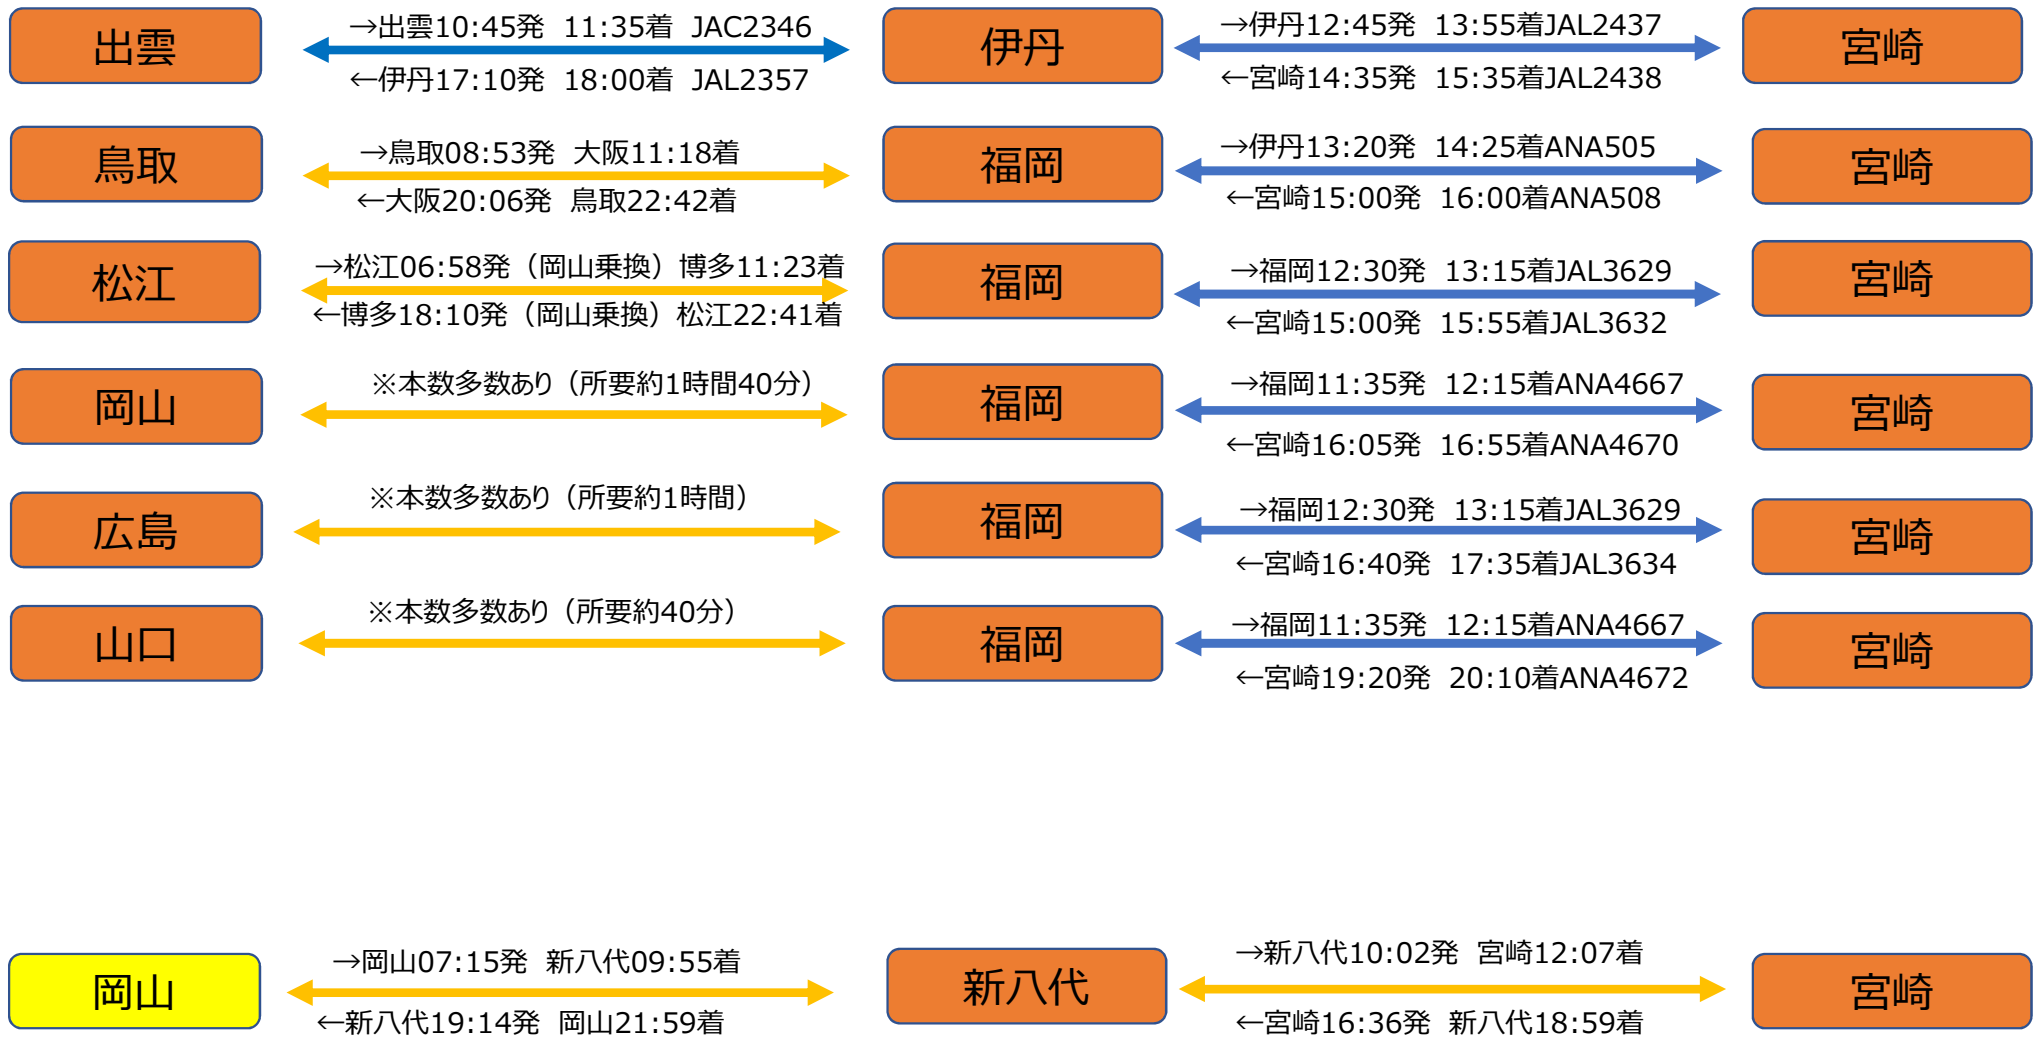 出雲
→出雲10:45発 11:35着 JAC2346
←伊丹17:10発 18:00着 JAL2357
伊丹
→伊丹12:45発 13:55着JAL2437
←宮崎14:35発 15:35着JAL2438
宮崎
鳥取
→鳥取08:53発 大阪11:18着
←大阪20:06発 鳥取22:42着
福岡
→伊丹13:20発 14:25着ANA505
←宮崎15:00発 16:00着ANA508
宮崎
松江
→松江06:58発（岡山乗換）博多11:23着
←博多18:10発（岡山乗換）松江22:41着
福岡
→福岡12:30発 13:15着JAL3629
←宮崎15:00発 15:55着JAL3632
宮崎
岡山
※本数多数あり（所要約1時間40分）
福岡
→福岡11:35発 12:15着ANA4667
←宮崎16:05発 16:55着ANA4670
宮崎
広島
※本数多数あり（所要約1時間）
福岡
→福岡12:30発 13:15着JAL3629
←宮崎16:40発 17:35着JAL3634
宮崎
山口
※本数多数あり（所要約40分）
福岡
→福岡11:35発 12:15着ANA4667
←宮崎19:20発 20:10着ANA4672
宮崎
岡山
→岡山07:15発 新八代09:55着
←新八代19:14発 岡山21:59着
新八代
→新八代10:02発 宮崎12:07着
←宮崎16:36発 新八代18:59着
宮崎